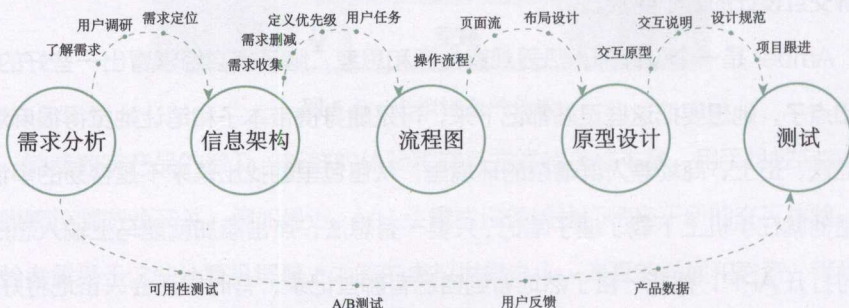 用户调研
需求定位
了解需求
定义优先级
需求删减
需求收集
用户任务
操作流程
页面流
布局设计
交互原型
交互说明
设计规范
项目跟进
需求分析
信息架构
流程图
原型设计
测试
可用性测试
A/B测试
用户反馈
产品数据